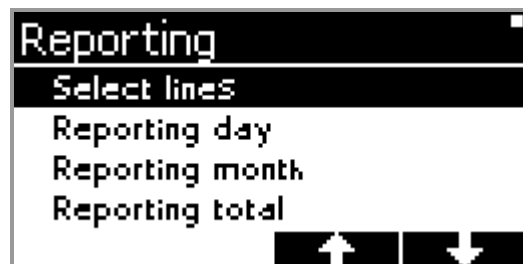 Reporting
Select lines
Reporting day
Reporting month
Reporting total